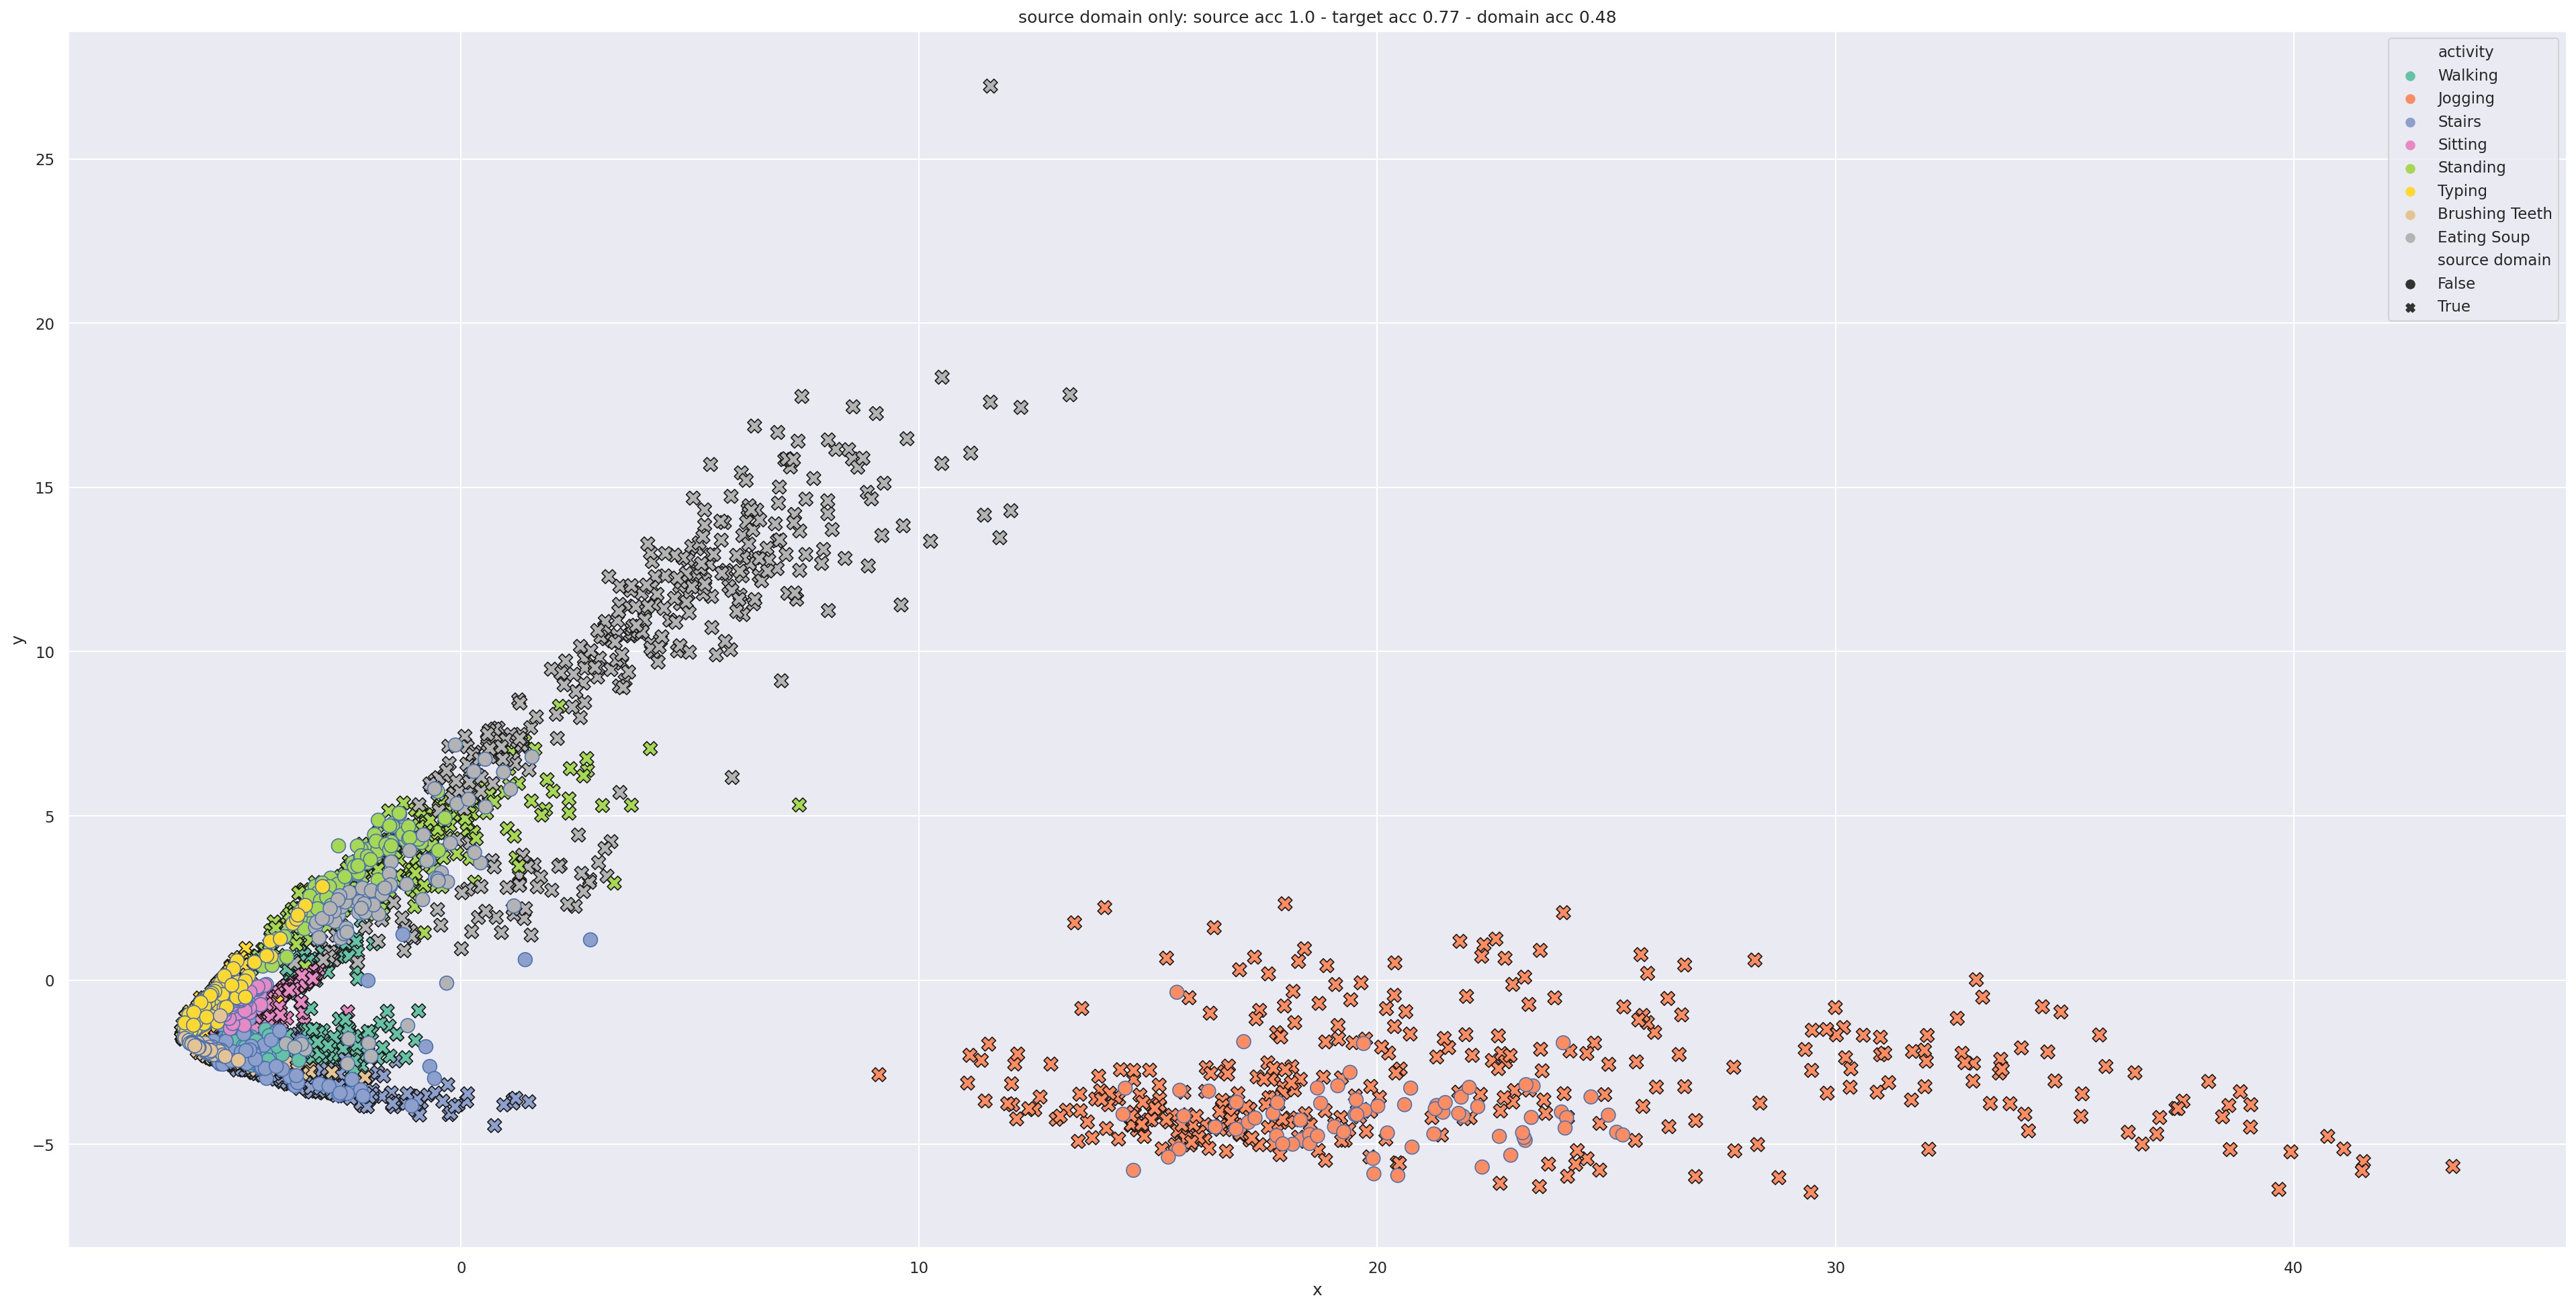 source domain only: source acc 1.0 - target acc 0.77 - domain acc 0.48
activity
Walking
Jogging
Stairs
Sitting
Standing
Typing
Brushing Teeth
Eating Soup
source domain
False
True
25
20
15
10
5
0
−5
y
0
10
20
30
40
x